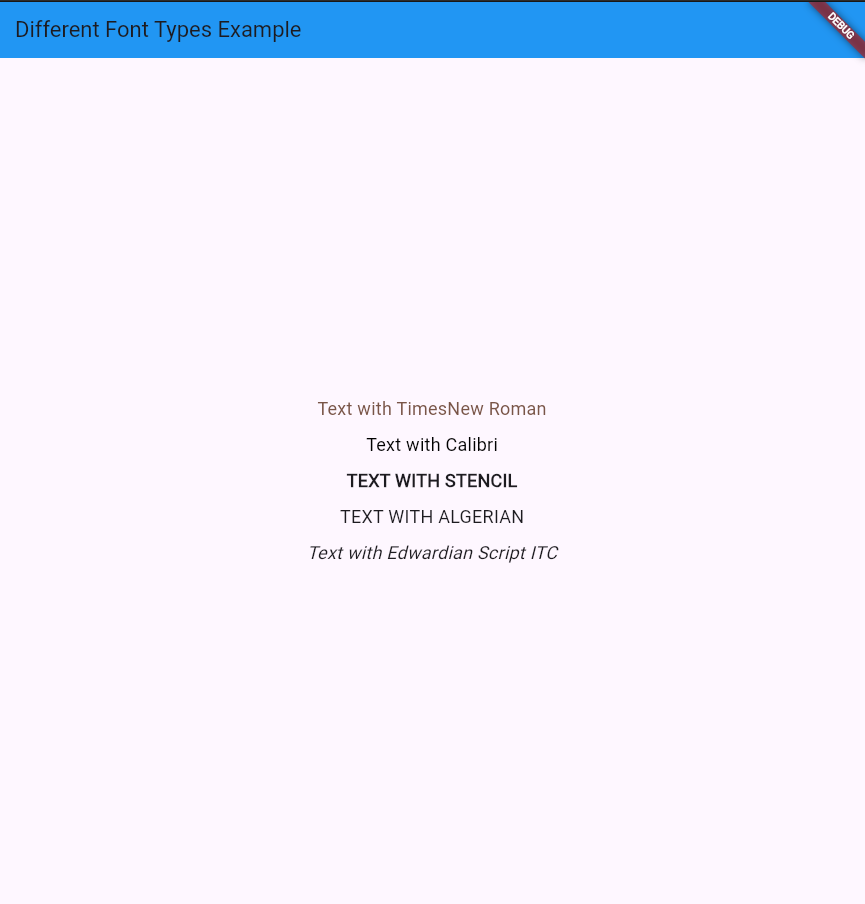 Different Font Types Example
DEBUG
Text with TimesNew Roman
Text with Calibri
TEXT WITH STENCIL
TEXT WITH ALGERIAN
Text with Edwardian Script ITC